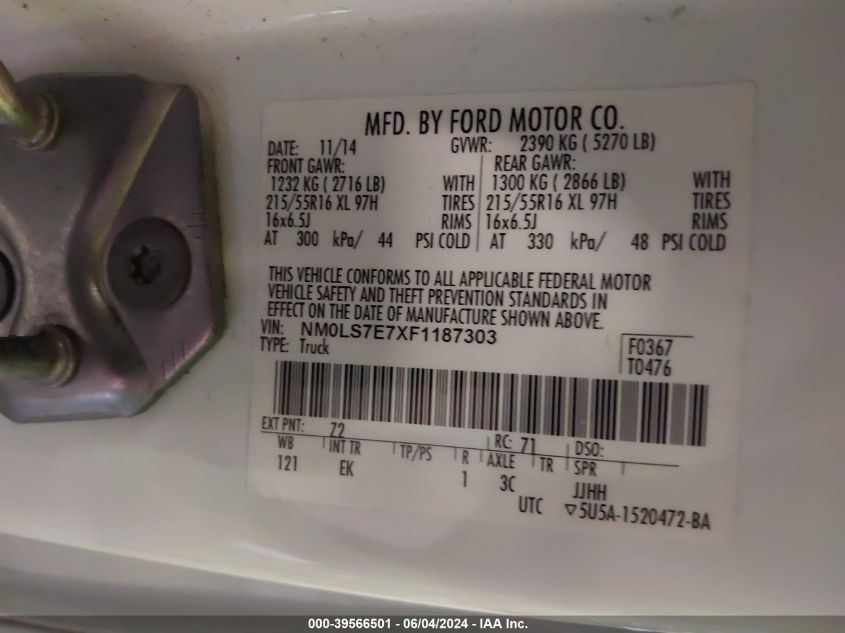 MFD. BY FORD MOTOR CO.
DATE: 11/14 GVWR: 2390 KG ( 5270 LB)
FRONT GAWR: REAR GAWR:
1232 KG ( 2716 LB) WITH 1300 KG ( 2866 LB) WITH
215/55R16 XL 97H TIRES 215/55R16 XL 97H TIRES
16x6.5J RIMS 16x6.5J RIMS
AT 300 kPa/ 44 PSI COLD AT 330 kPa/ 48 PSI COLD
THIS VEHICLE CONFORMS TO ALL APPLICABLE FEDERAL MOTOR
VEHICLE SAFETY AND THEFT PREVENTION STANDARDS IN
EFFECT ON THE DATE OF MANUFACTURE SHOWN ABOVE.
VIN: NM0LS7E7XF1187303
TYPE: Truck
F0367
T0476
EXT PNT: Z2 RC: 71 DSO:
WB INT TR TP/PS R AXLE TR SPR
121 EK 1 3C JJHH
UTC ▽5U5A-1520472-BA
000-39566501 - 06/04/2024 - IAA Inc.